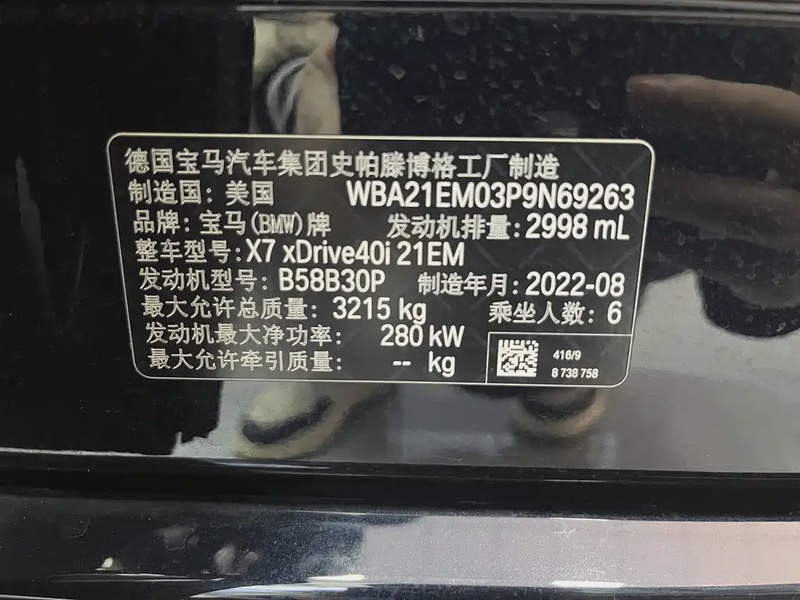 德国宝马汽车集团史帕滕博格工厂制造
制造国：美国 WBA21EM03P9N69263
品牌：宝马(BMW)牌 发动机排量：2998 mL
整车型号：X7 xDrive40i 21EM
发动机型号：B58B30P 制造年月：2022-08
最大允许总质量：3215 kg 乘坐人数：6
发动机最大净功率：280 kW
最大允许牵引质量：-- kg
416/9
8 738 758